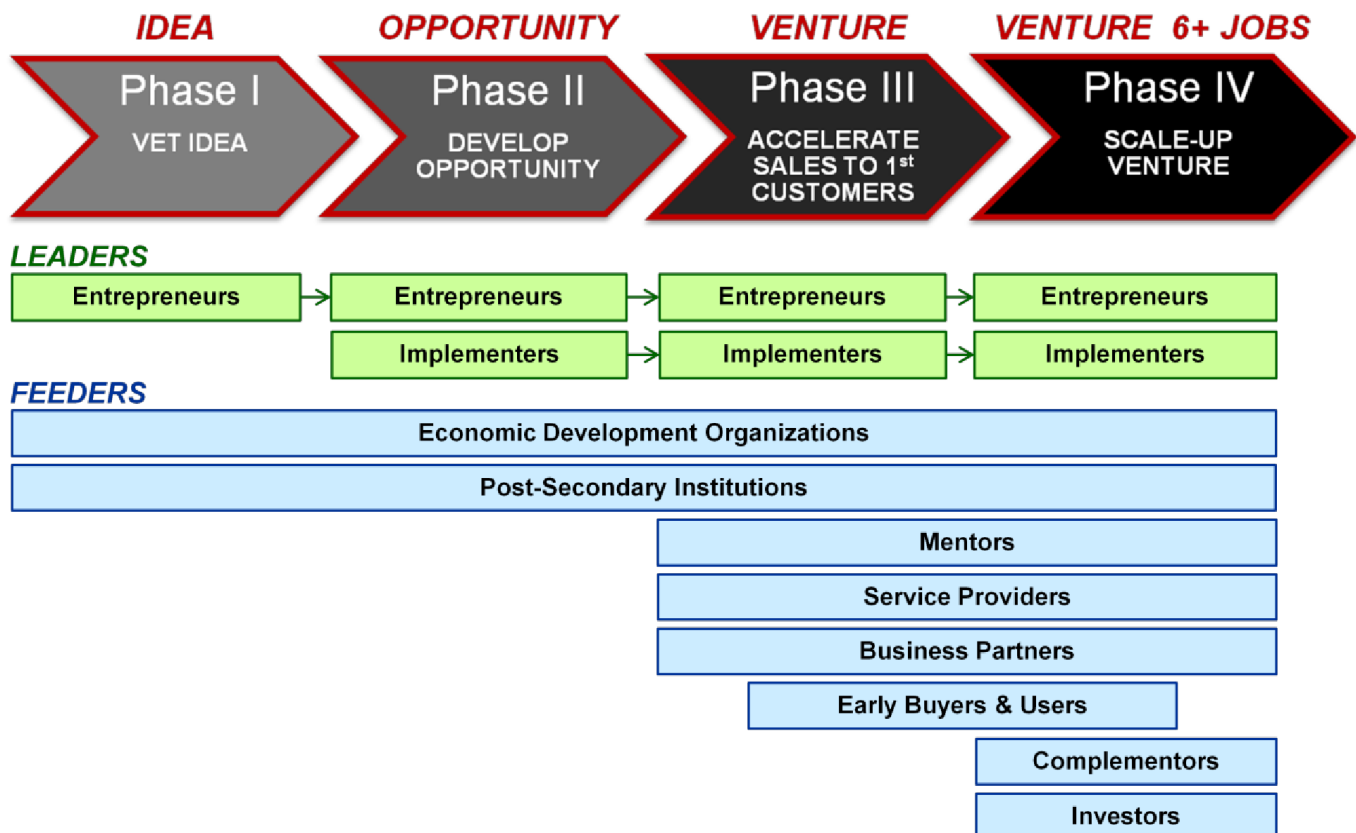 IDEA
OPPORTUNITY
VENTURE
VENTURE 6+ JOBS
Phase I
VET IDEA
Phase II
DEVELOP
OPPORTUNITY
Phase III
ACCELERATE
SALES TO 1st
CUSTOMERS
Phase IV
SCALE-UP
VENTURE
LEADERS
Entrepreneurs
Entrepreneurs
Entrepreneurs
Entrepreneurs
Implementers
Implementers
Implementers
FEEDERS
Economic Development Organizations
Post-Secondary Institutions
Mentors
Service Providers
Business Partners
Early Buyers & Users
Complementors
Investors